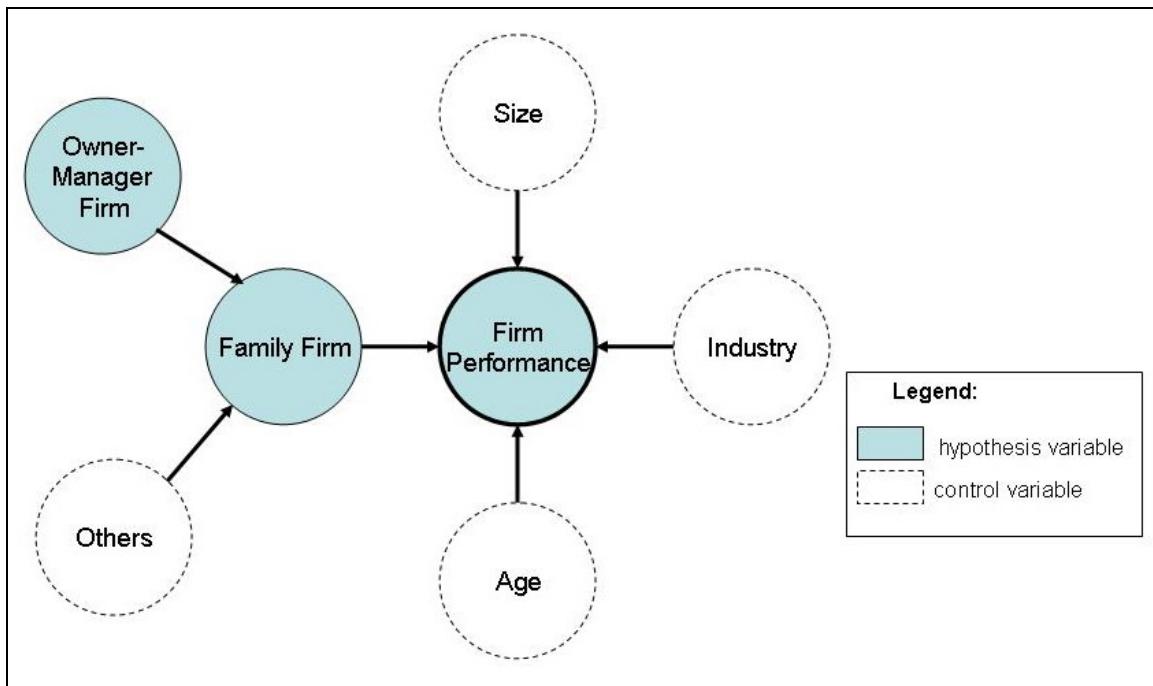 Size
Owner-
Manager
Firm
Family Firm
Firm
Performance
Industry
Others
Age
Legend:
hypothesis variable
control variable